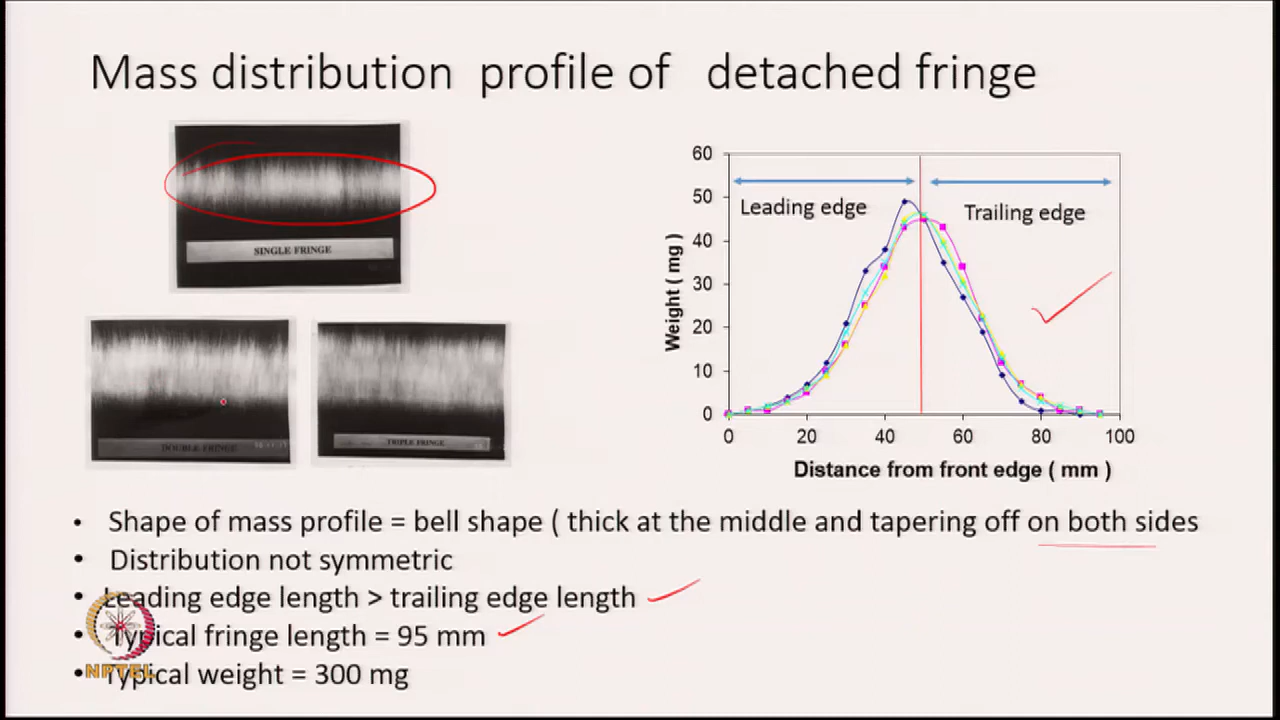 Mass distribution profile of detached fringe
SINGLE FRINGE
DOUBLE FRINGE
TRIPLE FRINGE
60
50
40
30
20
10
0
Weight ( mg )
Leading edge
Trailing edge
0 20 40 60 80 100
Distance from front edge ( mm )
• Shape of mass profile = bell shape ( thick at the middle and tapering off on both sides
• Distribution not symmetric
• Leading edge length > trailing edge length
• Typical fringe length = 95 mm
• Typical weight = 300 mg
NPTEL